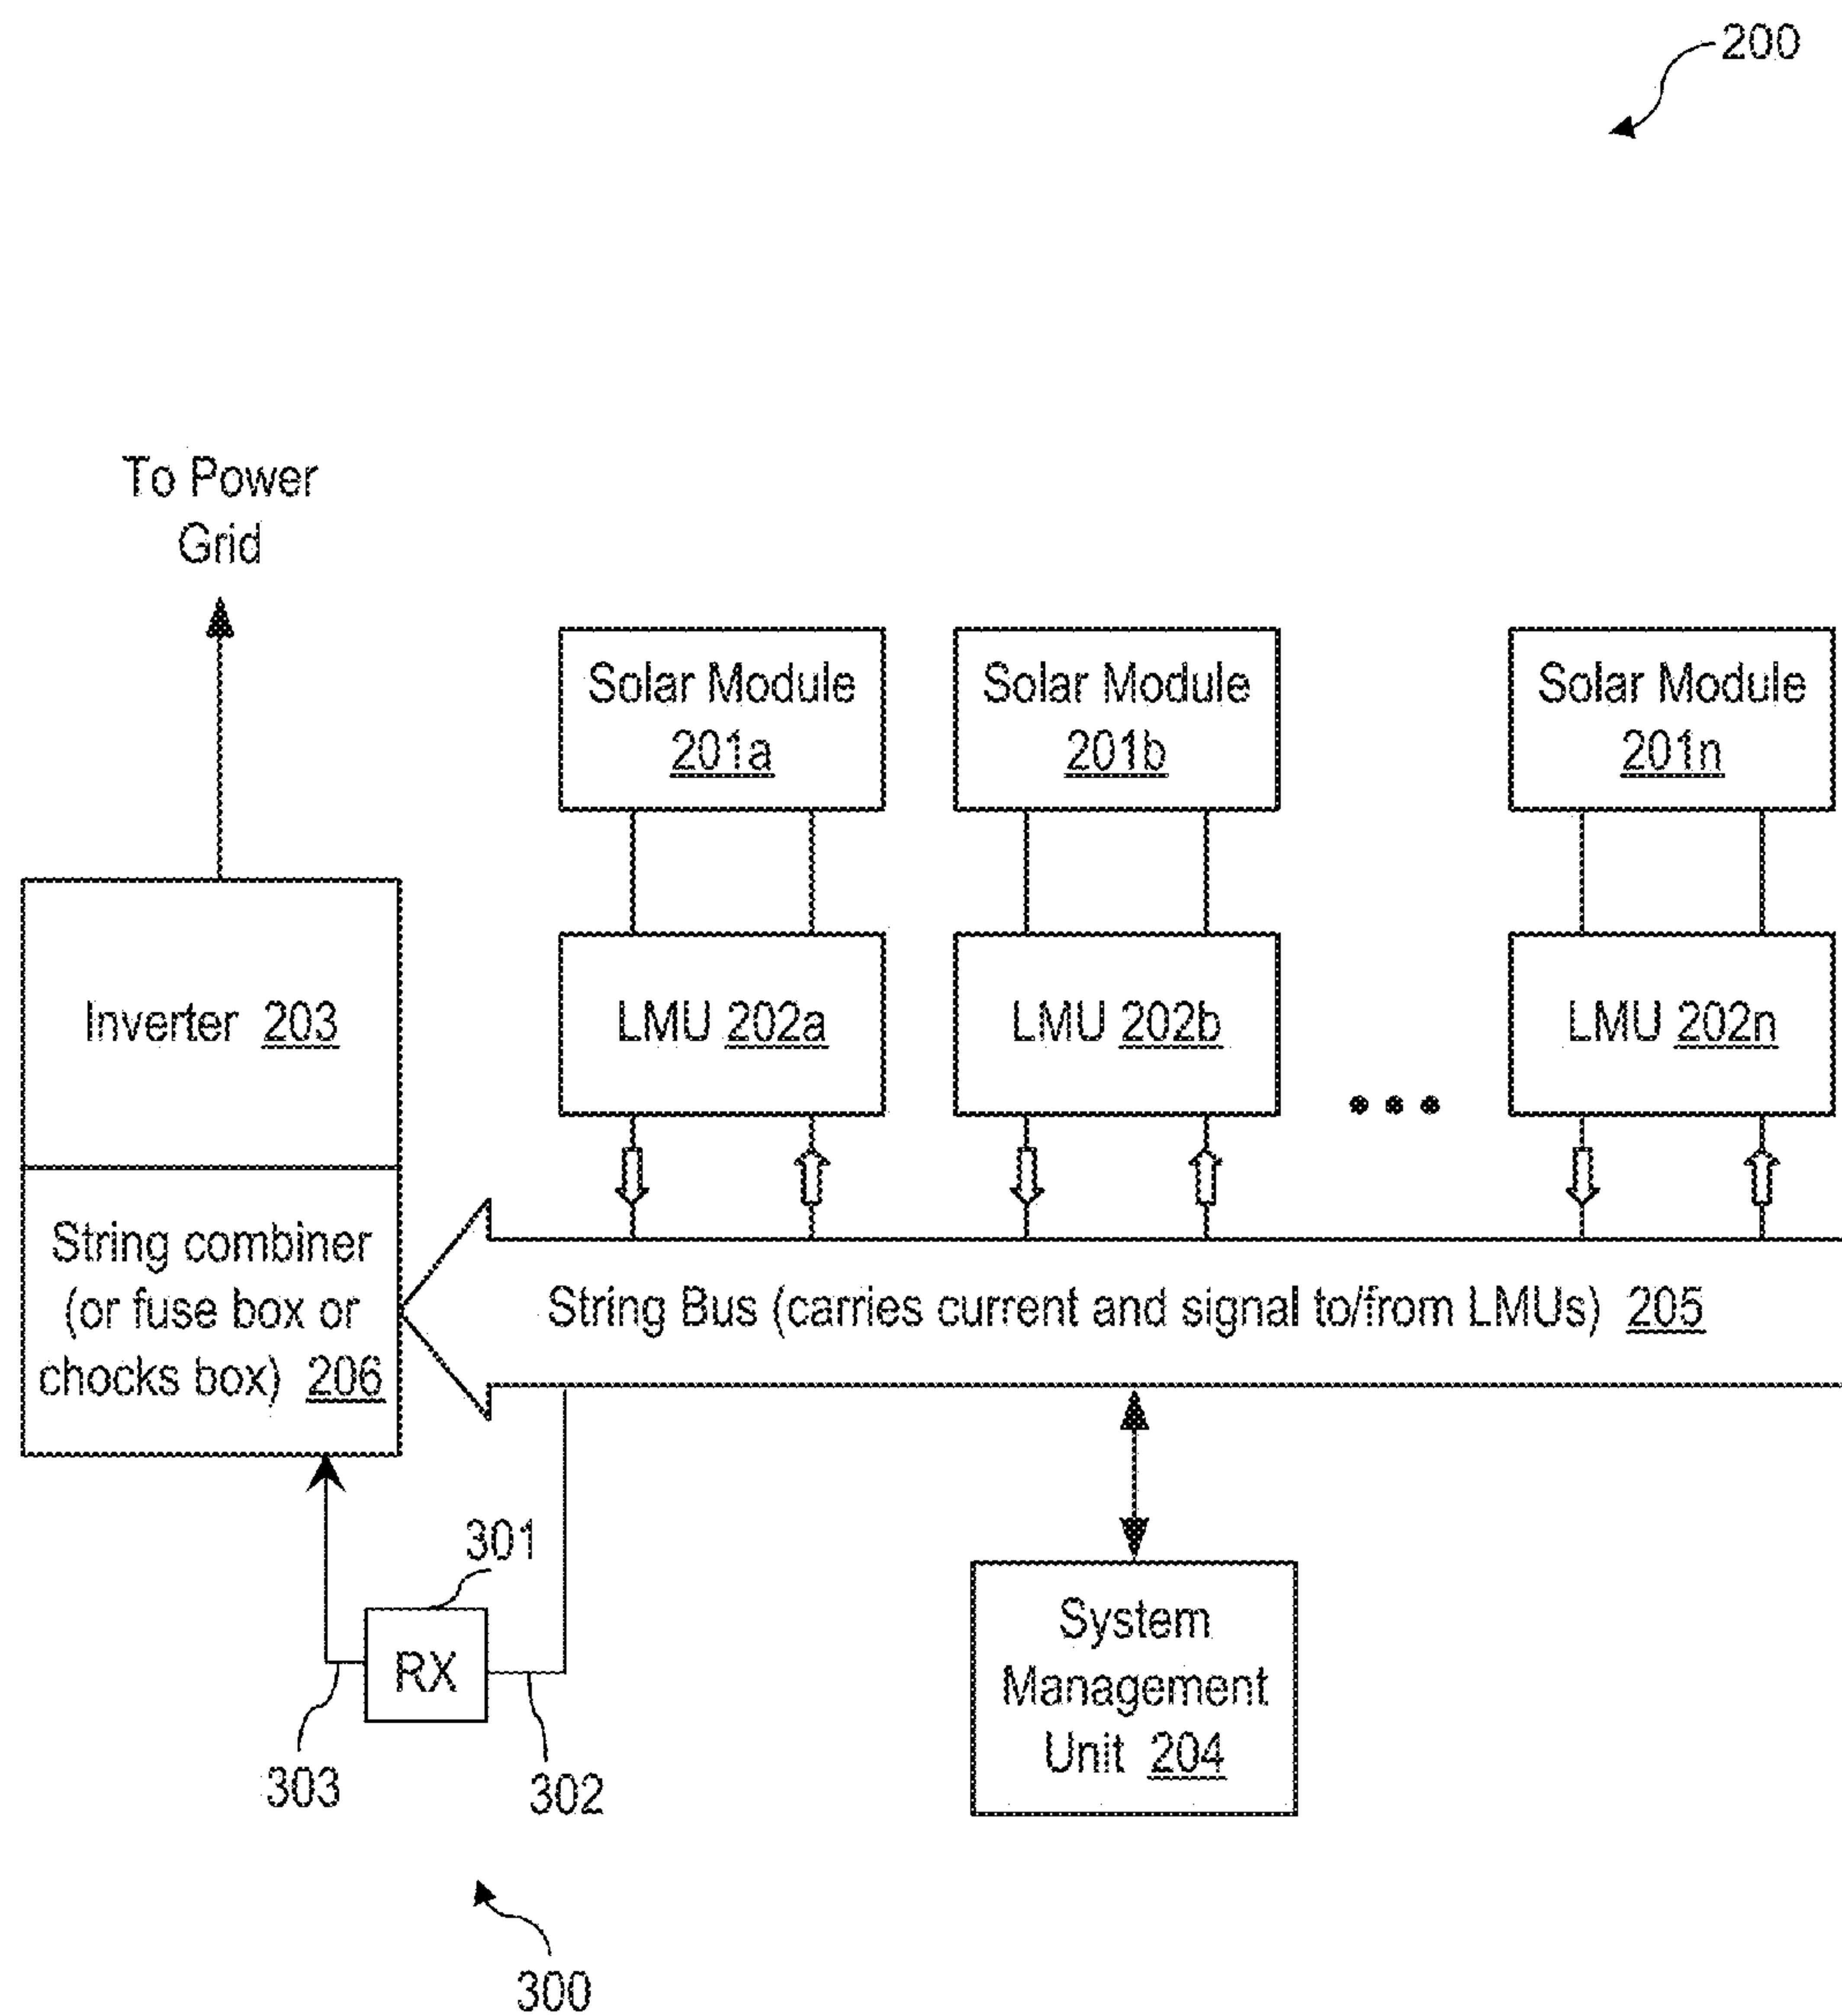 200
To Power
Grid
Solar Module
201a
Solar Module
201b
Solar Module
201n
Inverter 203
LMU 202a
LMU 202b
LMU 202n
String combiner
(or fuse box or
chocks box) 206
String Bus (carries current and signal to/from LMUs) 205
301
RX
303
302
System
Management
Unit 204
300